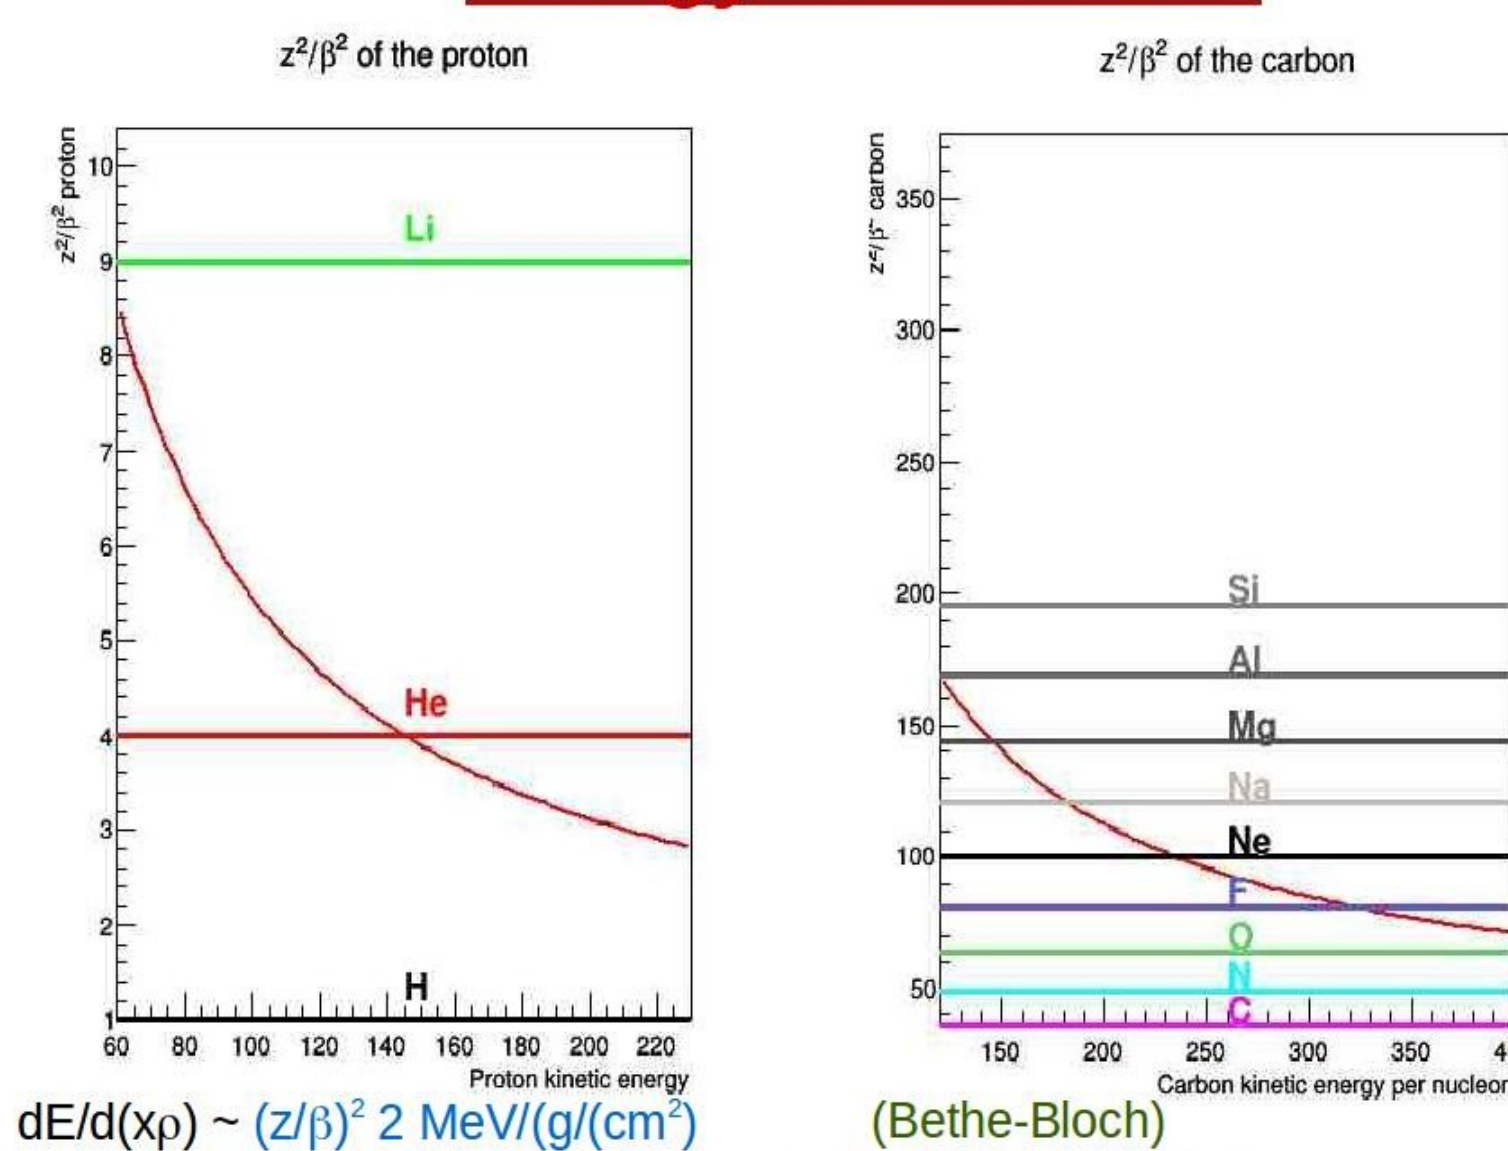 z²/β² of the proton
z²/β² proton
10
9
8
7
6
5
4
3
2
1
Li
He
H
60 80 100 120 140 160 180 200 220
Proton kinetic energy
z²/β² of the carbon
z²/β² carbon
350
300
250
200
150
100
50
Si
Al
Mg
Na
Ne
F
O
N
C
150 200 250 300 350 4
Carbon kinetic energy per nucleon
dE/d(xρ) ~ (z/β)² 2 MeV/(g/(cm²)
(Bethe-Bloch)